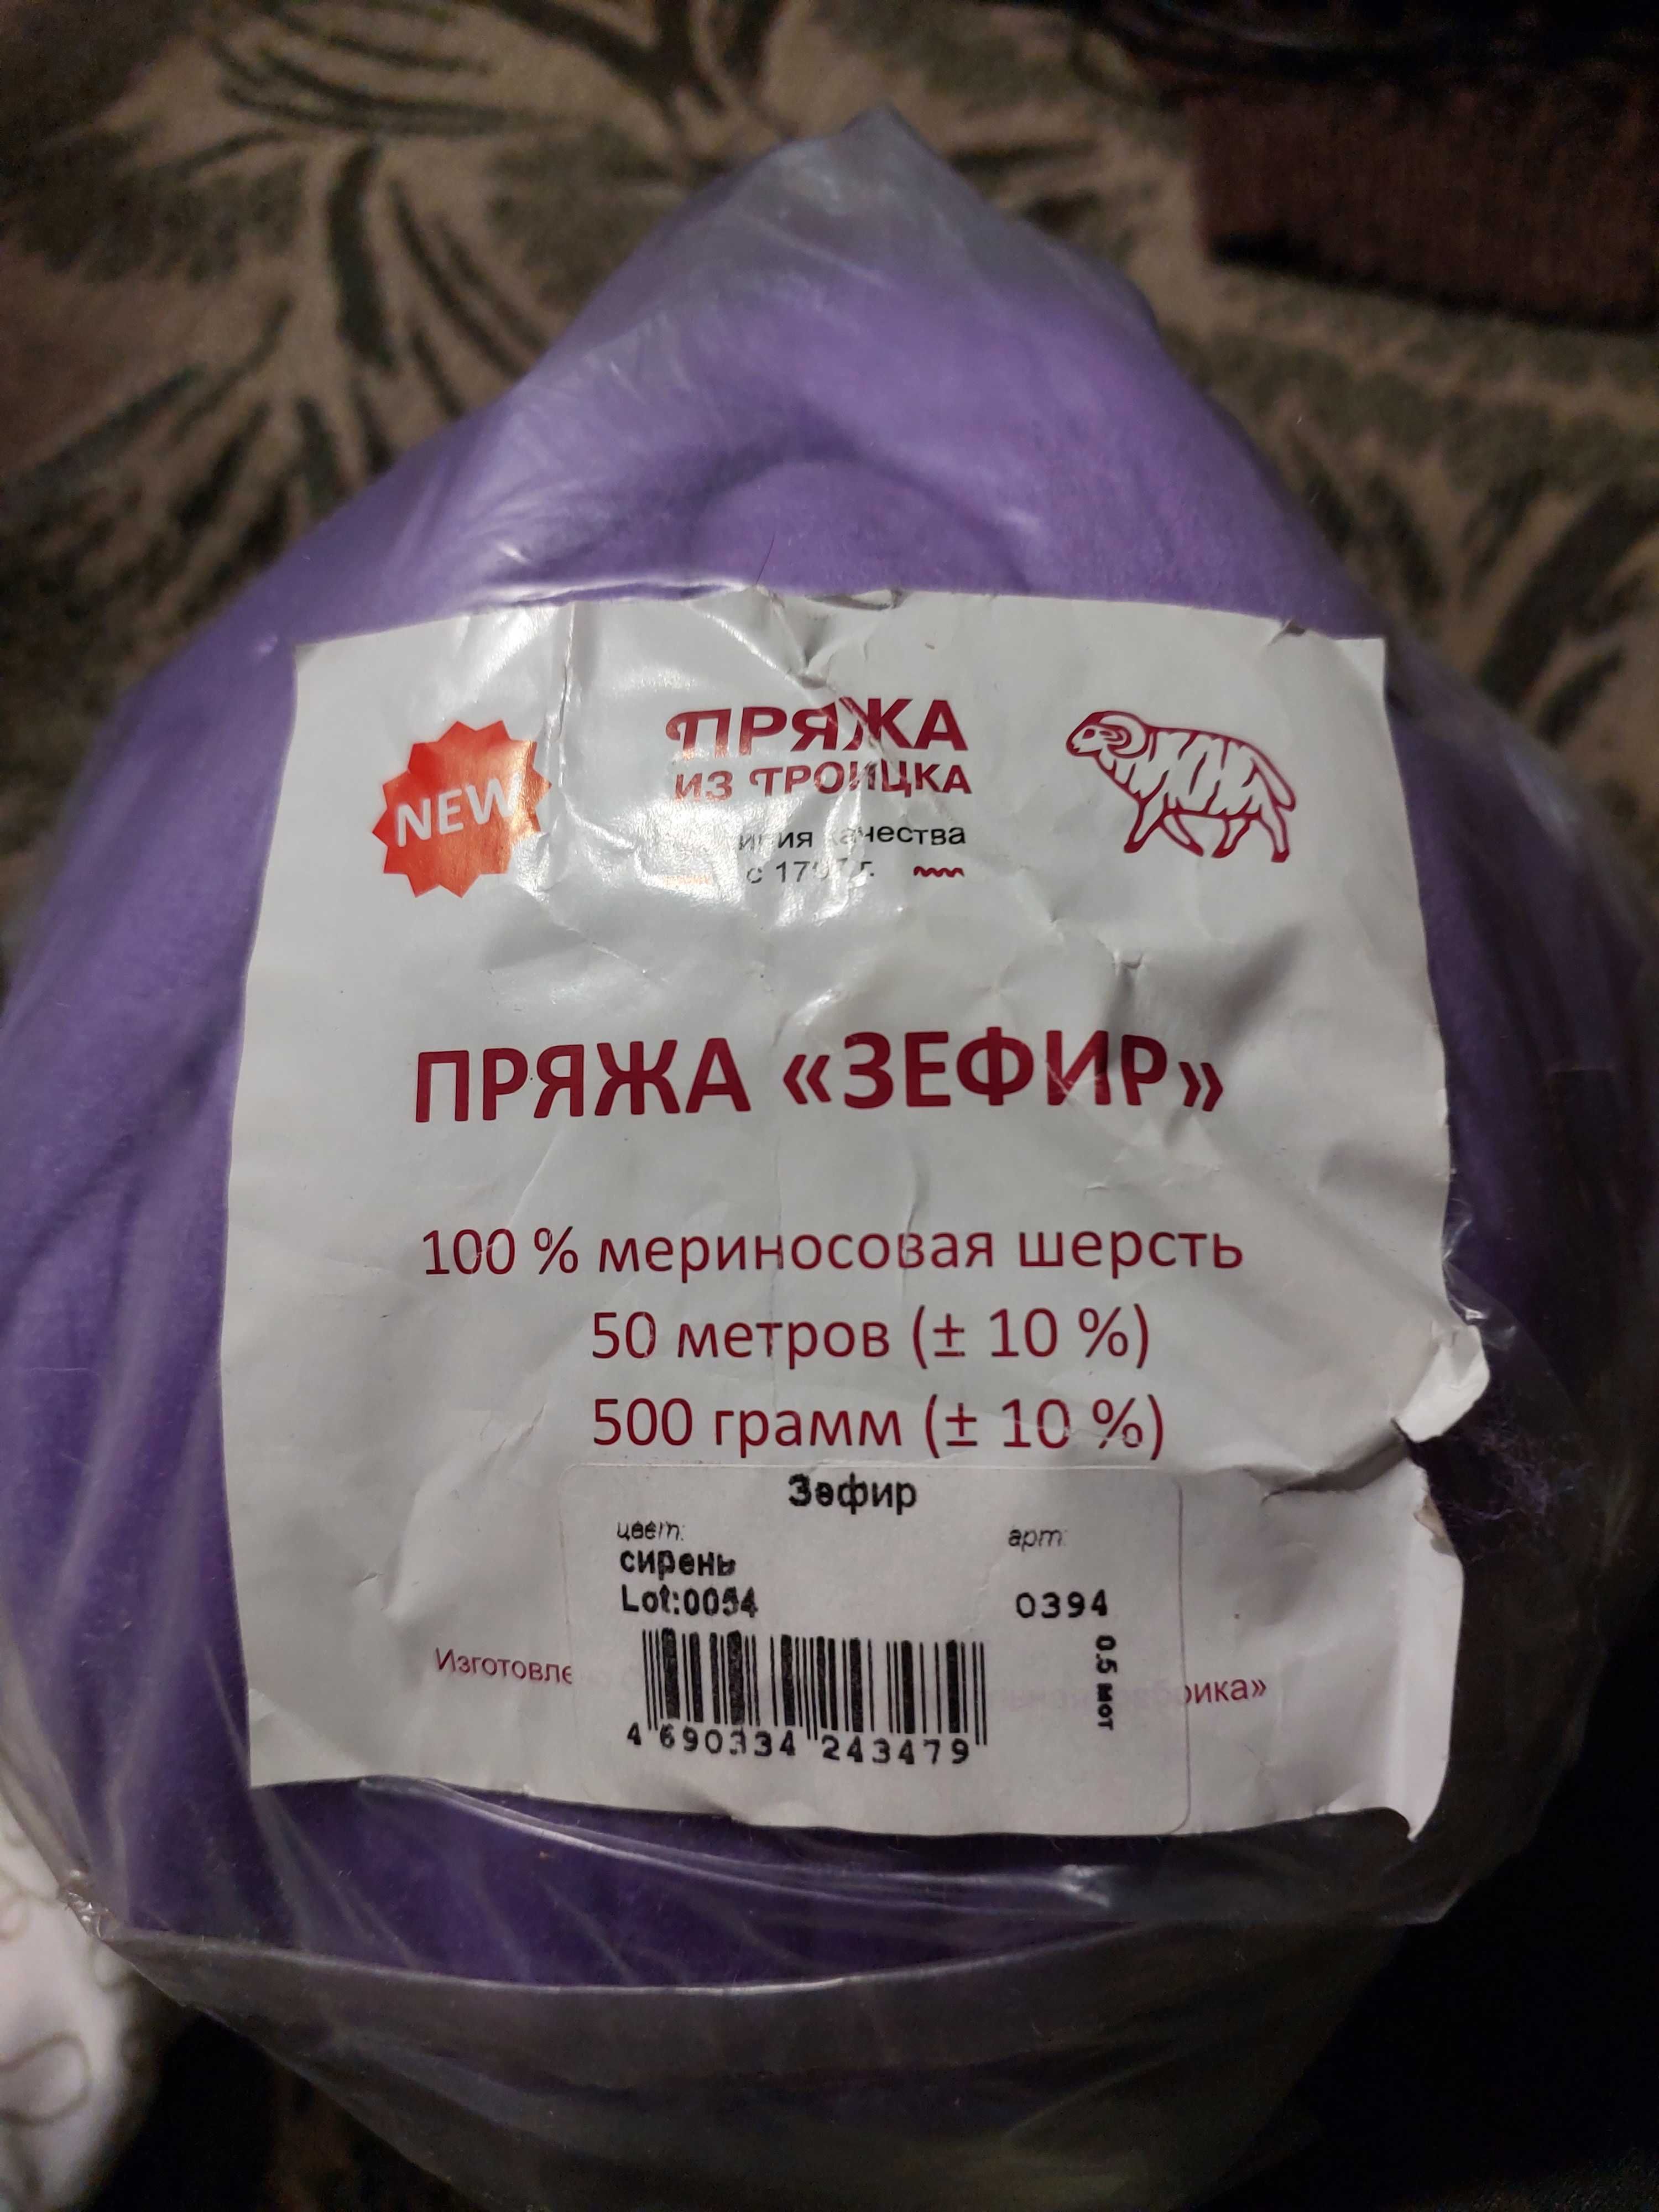 NEW
ПРЯЖА
ИЗ ТРОИЦКА
качества
с
г.
ПРЯЖА «ЗЕФИР»
100 % мериносовая шерсть
50 метров (± 10 %)
500 грамм (± 10 %)
Зефир
цвет: арт:
сирень
Lot:0054 0394
0,5 мот
4 690334 243479